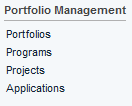 Portfolio Management
Portfolios
Programs
Projects
Applications